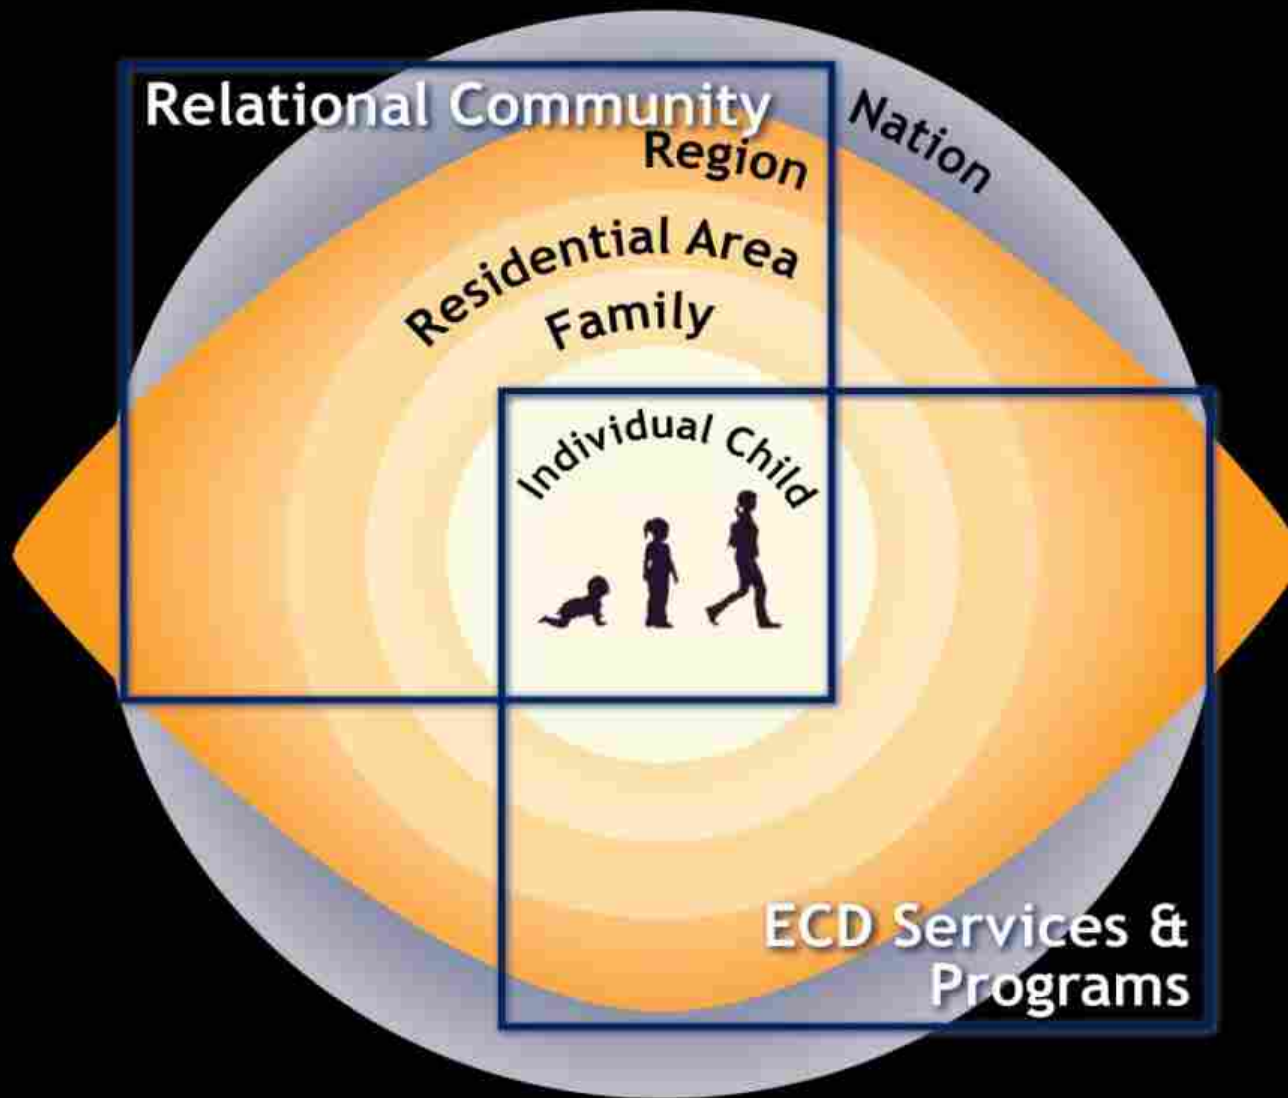 Relational Community
Nation
Region
Residential Area
Family
Individual Child
ECD Services &
Programs